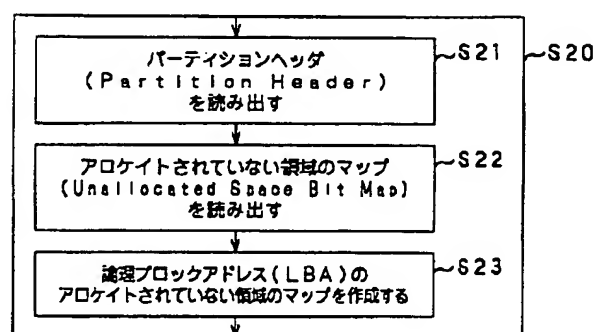 パーティションヘッダ
(Partition Header)
を読み出す
~S21
~S20
アロケイトされていない領域のマップ
(Unallocated Space Bit Map)
を読み出す
~S22
論理ブロックアドレス(LBA)の
アロケイトされていない領域のマップを作成する
~S23